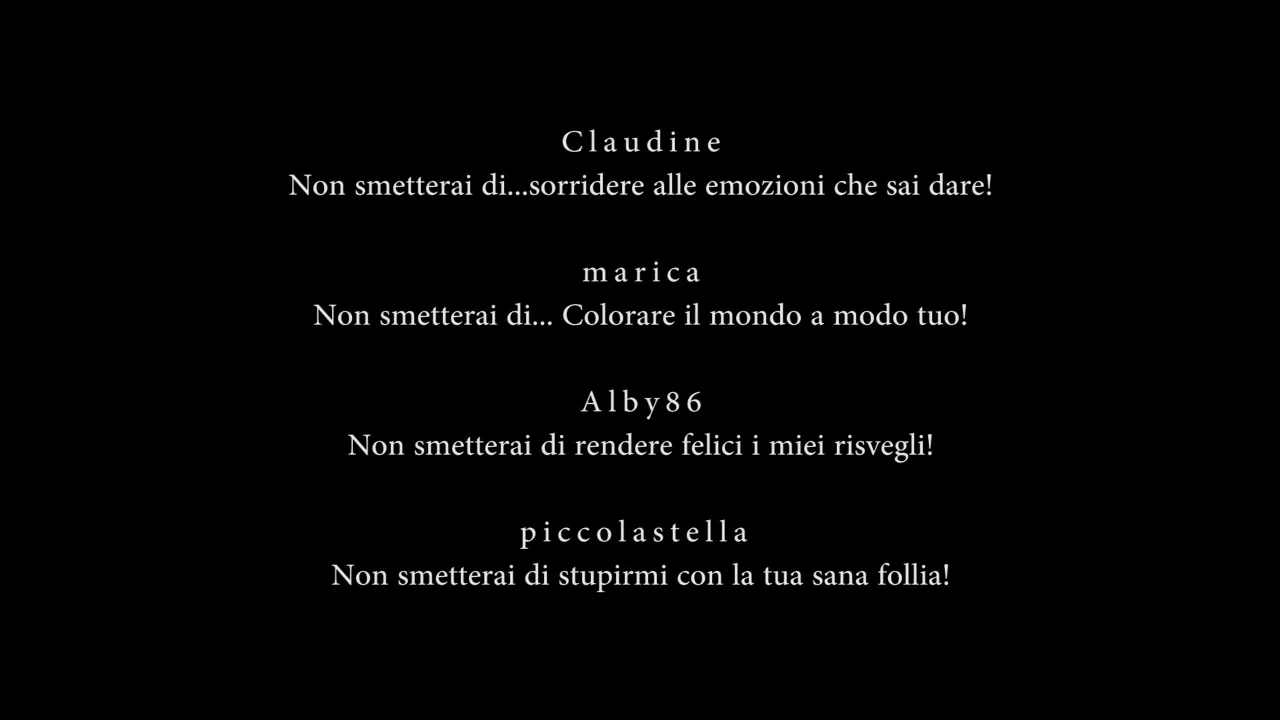 Claudine
Non smetterai di...sorridere alle emozioni che sai dare!
marica
Non smetterai di... Colorare il mondo a modo tuo!
Alby86
Non smetterai di rendere felici i miei risvegli!
piccolastella
Non smetterai di stupirmi con la tua sana follia!